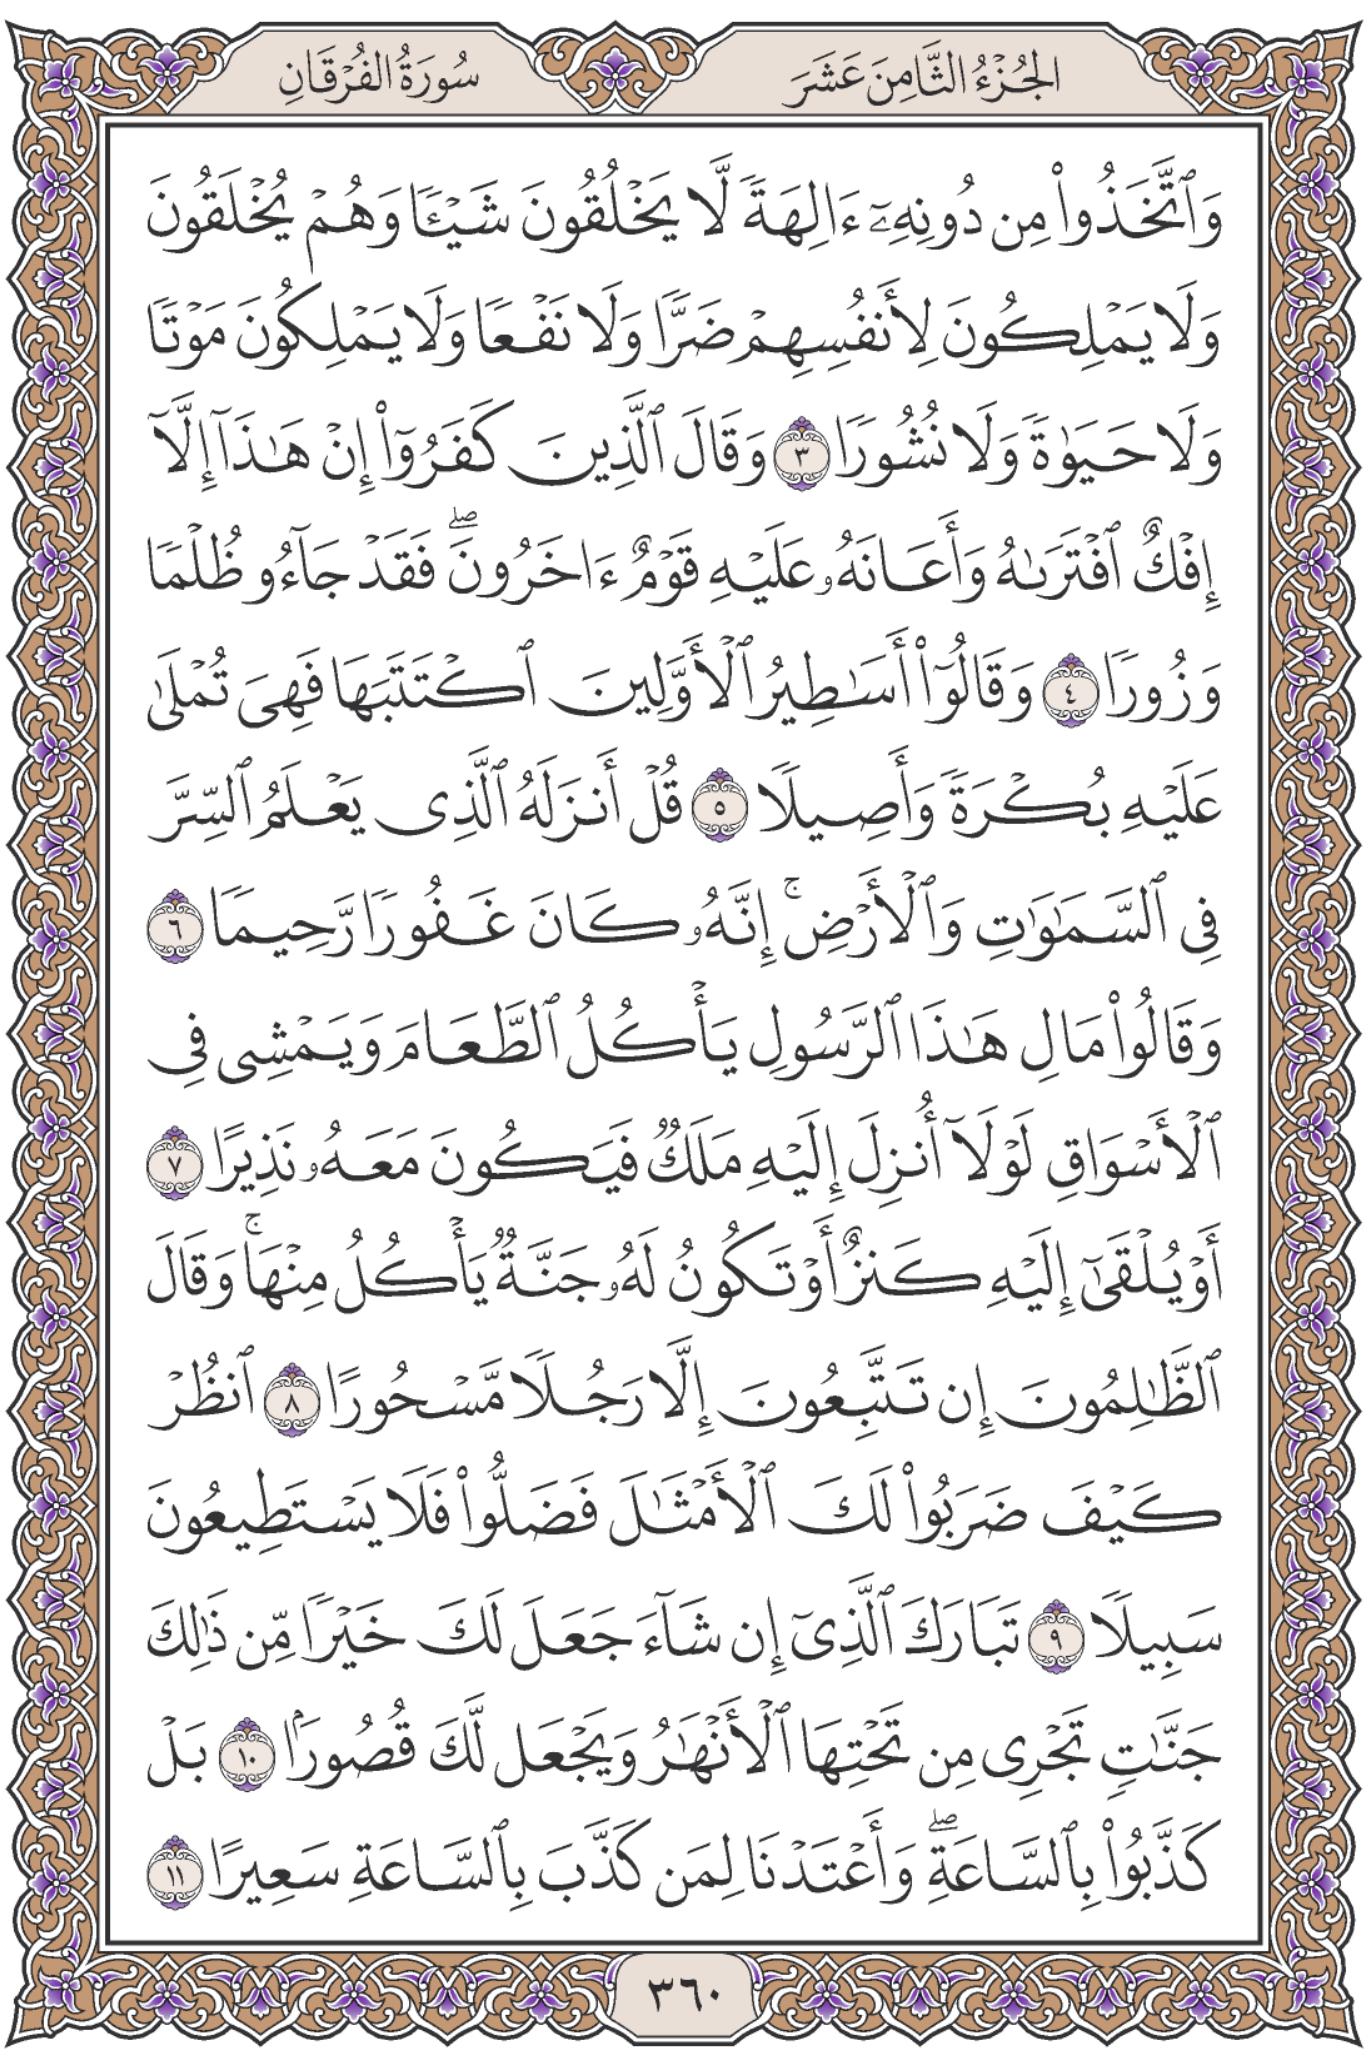 الجُزْءُ الثَّامِنَ عَشَرَ
سُورَةُ الفُرْقَانِ
وَٱتَّخَذُوا۟ مِن دُونِهِۦٓ ءَالِهَةً لَّا يَخْلُقُونَ شَيْـًٔا وَهُمْ يُخْلَقُونَ
وَلَا يَمْلِكُونَ لِأَنفُسِهِمْ ضَرًّا وَلَا نَفْعًا وَلَا يَمْلِكُونَ مَوْتًا
وَلَا حَيَوٰةً وَلَا نُشُورًا ٣ وَقَالَ ٱلَّذِينَ كَفَرُوٓا۟ إِنْ هَـٰذَآ إِلَّآ
إِفْكٌ ٱفْتَرَىٰهُ وَأَعَانَهُۥ عَلَيْهِ قَوْمٌ ءَاخَرُونَ ۖ فَقَدْ جَآءُو ظُلْمًا
وَزُورًا ٤ وَقَالُوٓا۟ أَسَـٰطِيرُ ٱلْأَوَّلِينَ ٱكْتَتَبَهَا فَهِىَ تُمْلَىٰ
عَلَيْهِ بُكْرَةً وَأَصِيلًا ٥ قُلْ أَنزَلَهُ ٱلَّذِى يَعْلَمُ ٱلسِّرَّ
فِى ٱلسَّمَـٰوَٰتِ وَٱلْأَرْضِ ۚ إِنَّهُۥ كَانَ غَفُورًا رَّحِيمًا ٦
وَقَالُوا۟ مَالِ هَـٰذَا ٱلرَّسُولِ يَأْكُلُ ٱلطَّعَامَ وَيَمْشِى فِى
ٱلْأَسْوَاقِ لَوْلَآ أُنزِلَ إِلَيْهِ مَلَكٌ فَيَكُونَ مَعَهُۥ نَذِيرًا ٧
أَوْ يُلْقَىٰٓ إِلَيْهِ كَنزٌ أَوْ تَكُونُ لَهُۥ جَنَّةٌ يَأْكُلُ مِنْهَا ۚ وَقَالَ
ٱلظَّـٰلِمُونَ إِن تَتَّبِعُونَ إِلَّا رَجُلًا مَّسْحُورًا ٨ ٱنظُرْ
كَيْفَ ضَرَبُوا۟ لَكَ ٱلْأَمْثَـٰلَ فَضَلُّوا۟ فَلَا يَسْتَطِيعُونَ
سَبِيلًا ٩ تَبَارَكَ ٱلَّذِىٓ إِن شَآءَ جَعَلَ لَكَ خَيْرًا مِّن ذَٰلِكَ
جَنَّـٰتٍ تَجْرِى مِن تَحْتِهَا ٱلْأَنْهَـٰرُ وَيَجْعَل لَّكَ قُصُورًۢا ١٠ بَلْ
كَذَّبُوا۟ بِٱلسَّاعَةِ ۖ وَأَعْتَدْنَا لِمَن كَذَّبَ بِٱلسَّاعَةِ سَعِيرًا ١١
٣٦٠